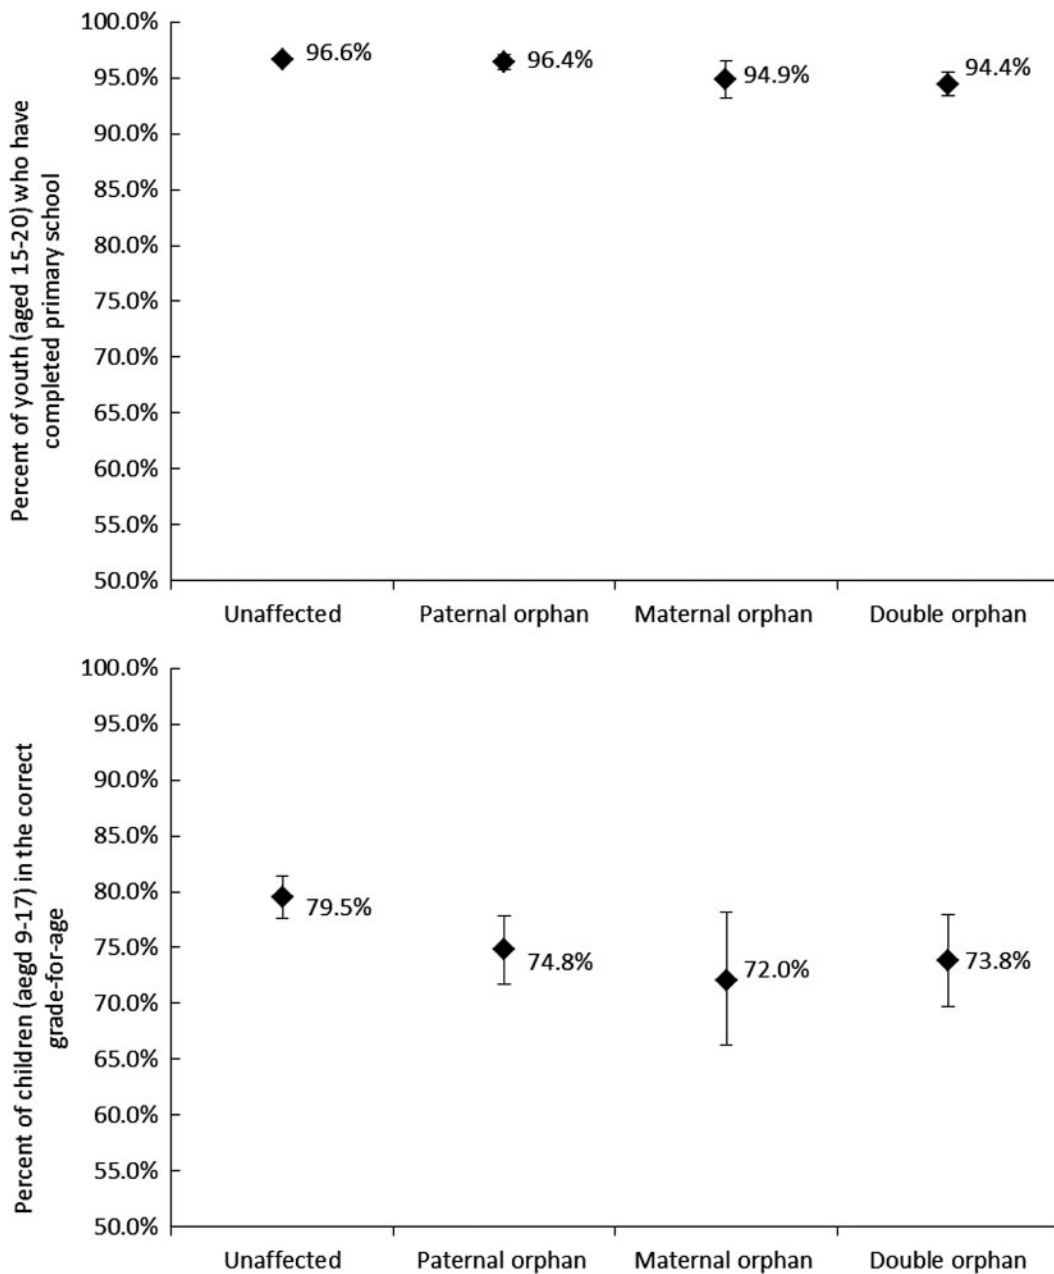 Percent of youth (aged 15-20) who have
completed primary school
100.0%
95.0%
90.0%
85.0%
80.0%
75.0%
70.0%
65.0%
60.0%
55.0%
50.0%
96.6%
96.4%
94.9%
94.4%
Unaffected
Paternal orphan
Maternal orphan
Double orphan
Percent of children (aegd 9-17) in the correct
grade-for-age
100.0%
95.0%
90.0%
85.0%
80.0%
75.0%
70.0%
65.0%
60.0%
55.0%
50.0%
79.5%
74.8%
72.0%
73.8%
Unaffected
Paternal orphan
Maternal orphan
Double orphan